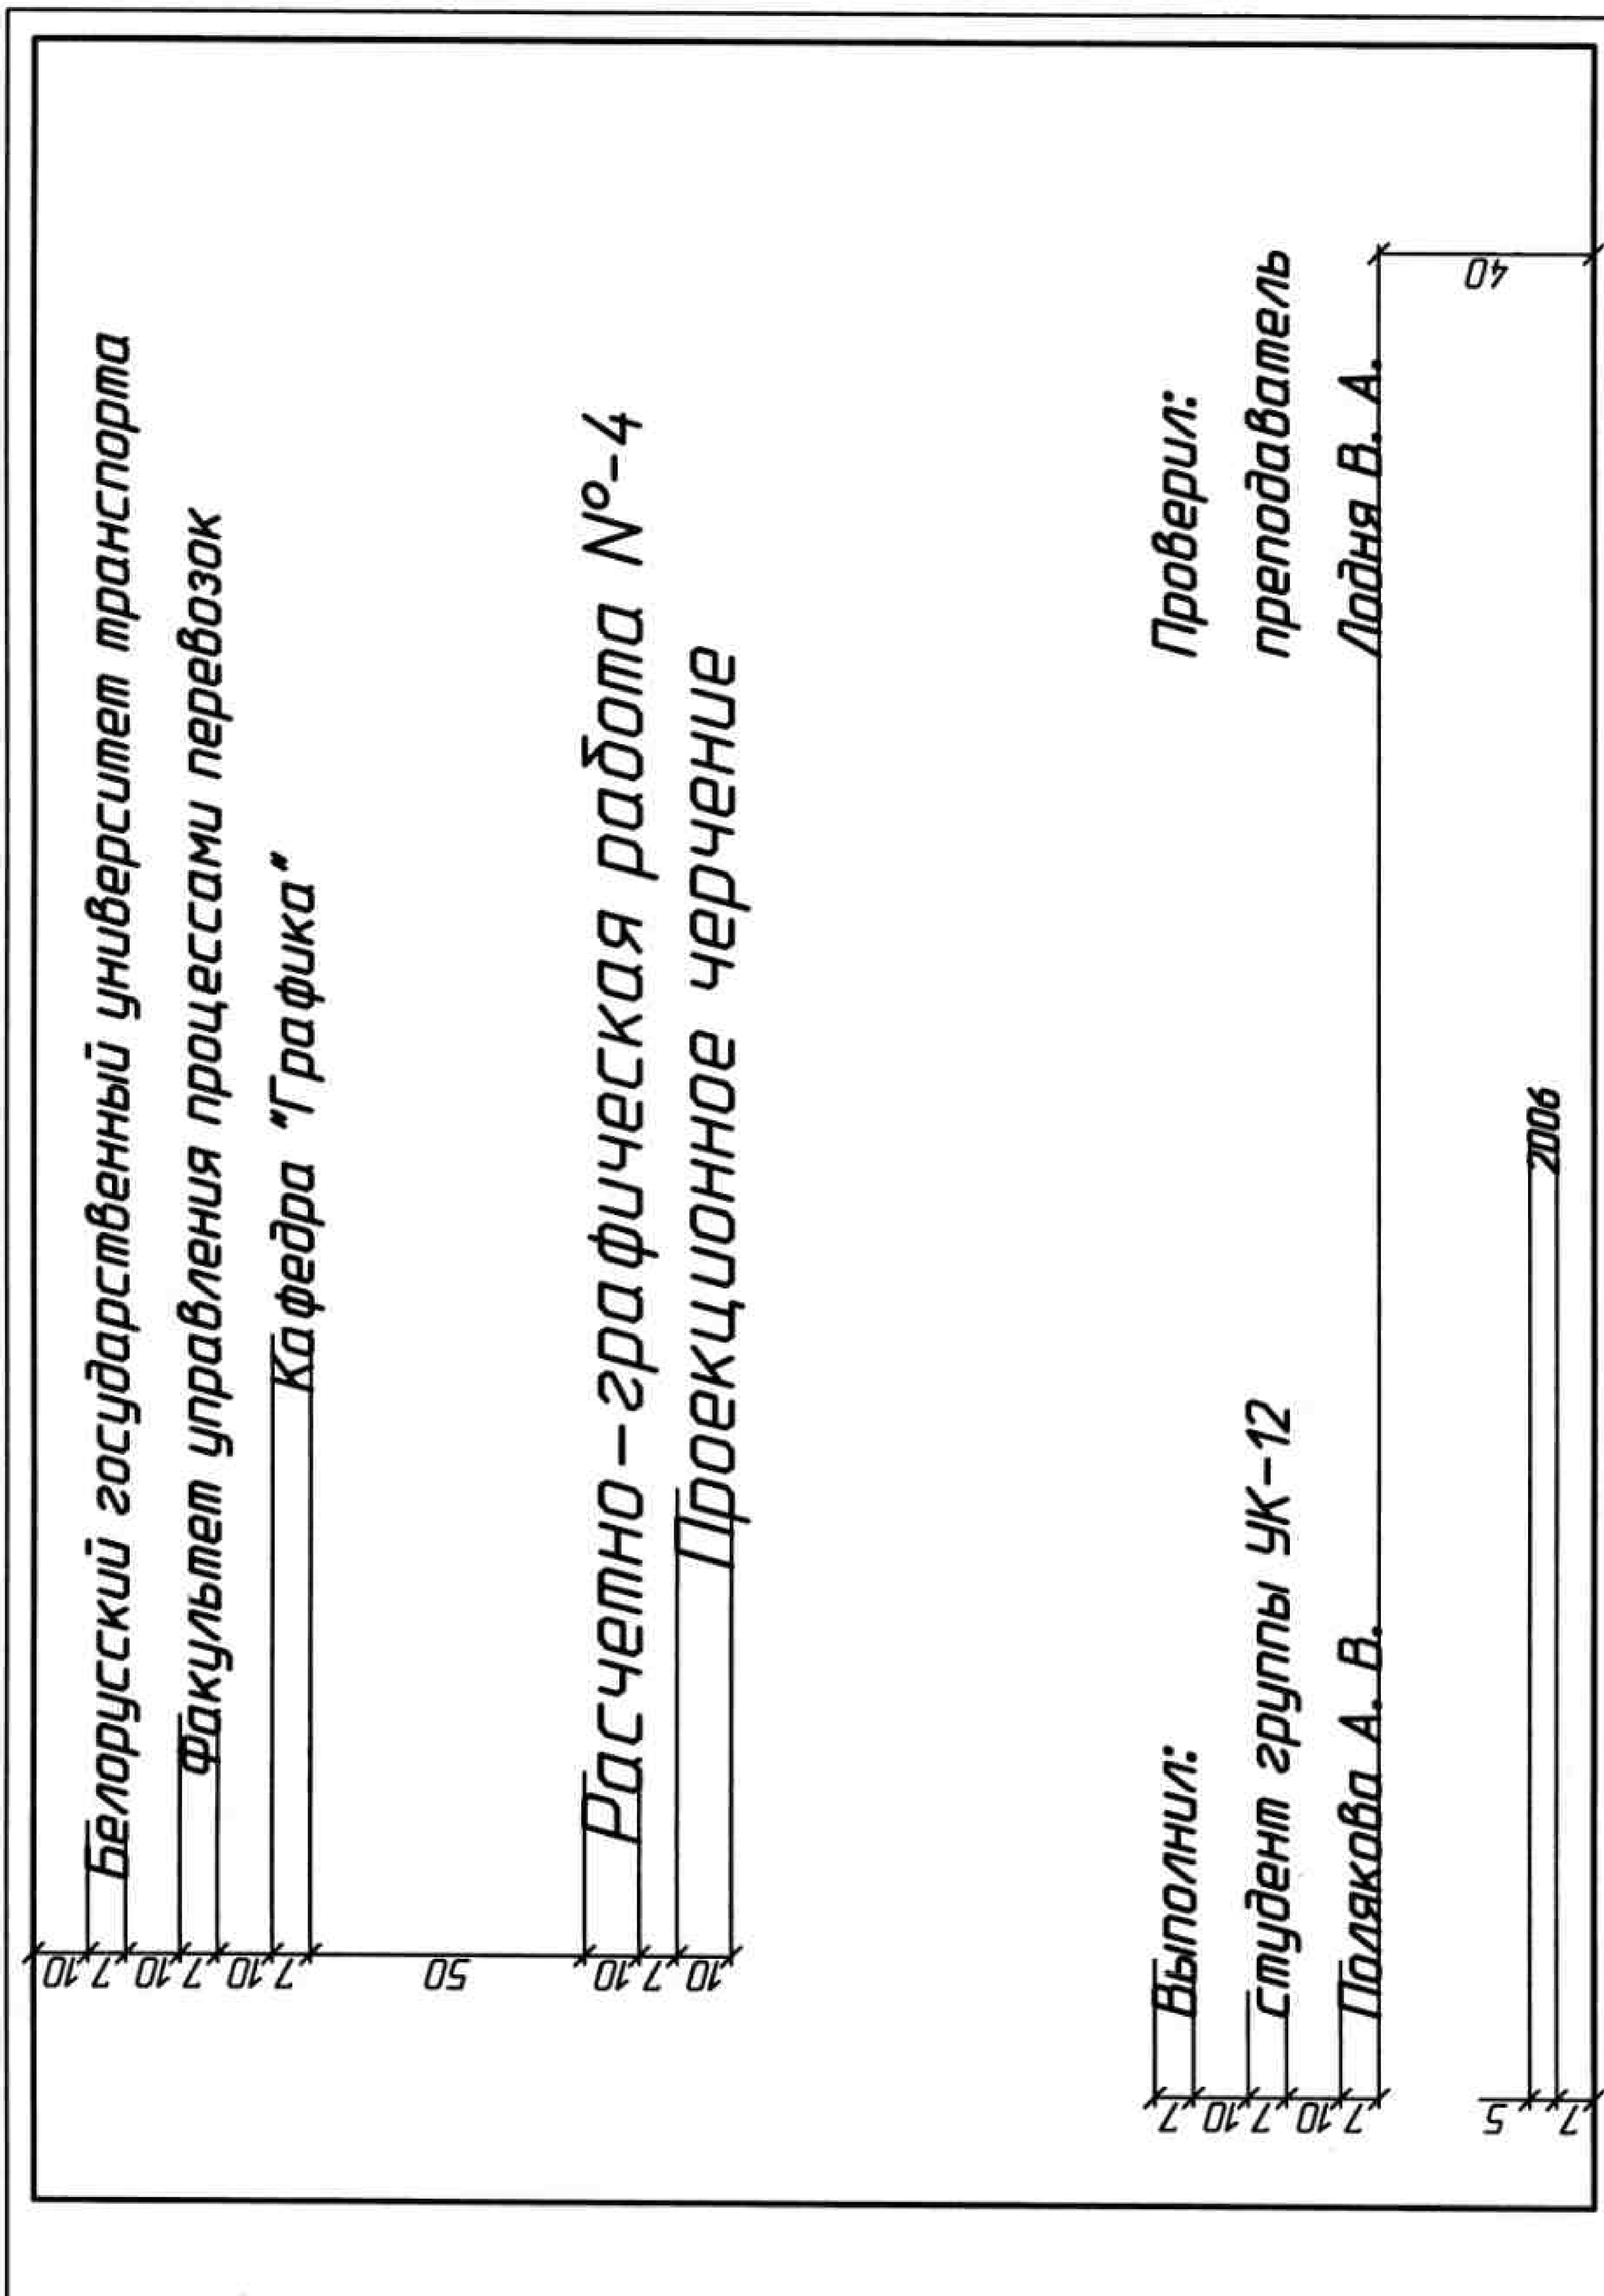 Белорусский государственный университет транспорта
Факультет управления процессами перевозок
Кафедра "Графика"
Расчетно-графическая работа №-4
Проекционное черчение
Выполнил:
студент группы УК-12
Полякова А. В.
Проверил:
преподаватель
Лодня В. А.
2006
10
7
10
7
10
7
50
10
7
10
7
10
7
10
7
40
5
7